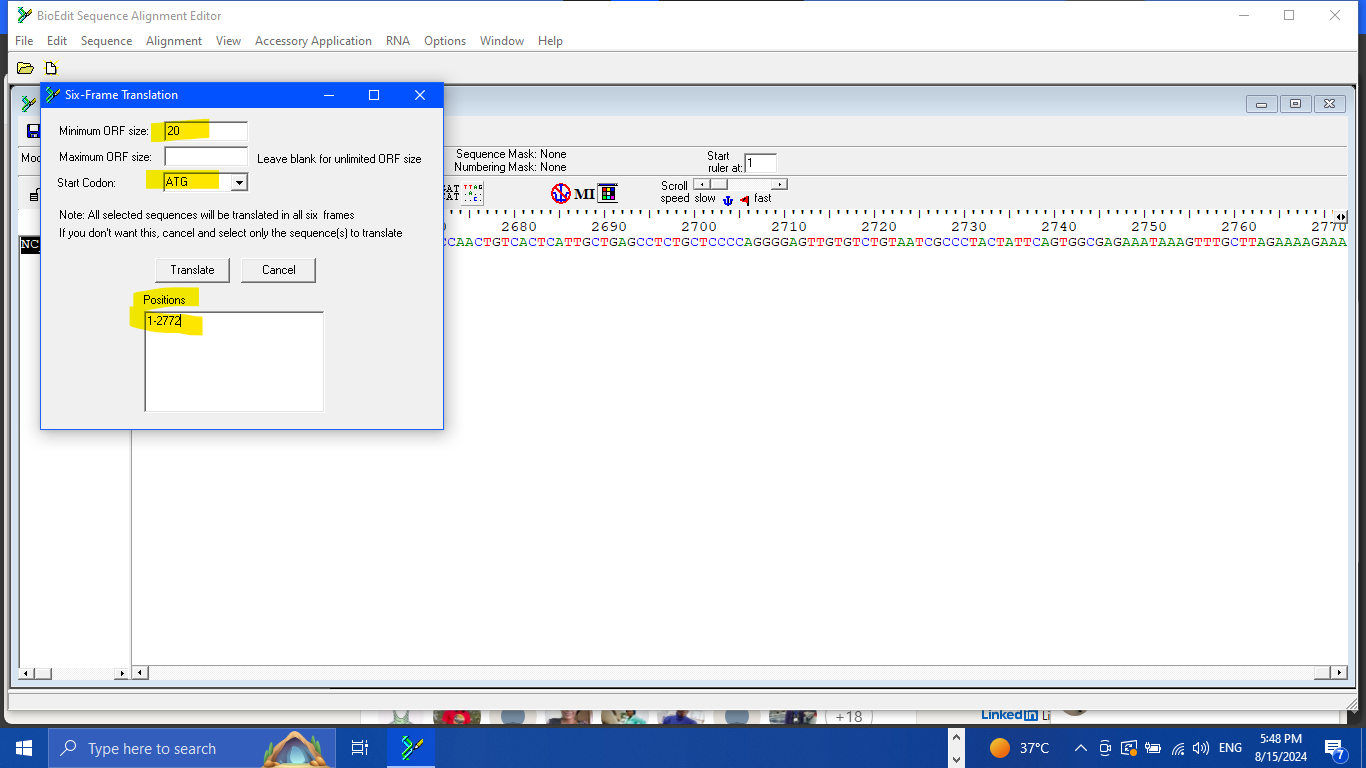 BioEdit Sequence Alignment Editor
File Edit Sequence Alignment View Accessory Application RNA Options Window Help
Six-Frame Translation
Minimum ORF size: 20
Maximum ORF size:
Leave blank for unlimited ORF size
Start Codon: ATG
Note: All selected sequences will be translated in all six frames
If you don't want this, cancel and select only the sequence(s) to translate
Translate Cancel
Positions
1-2772
Sequence Mask: None
Numbering Mask: None
Start
ruler at: 1
MI
Scroll
speed slow fast
2680 2690 2700 2710 2720 2730 2740 2750 2760 2770
CCAACTGTCACTCATTGCTGAGCCTCTGCTCCCCAGGGGAGTTGTGTCTGTAATCGCCCTACTATTCAGTGGCGAGAAATAAAGTTTGCTTAGAAAAGAAA
NC
+18
LinkedIn Li
Type here to search
37°C
ENG
5:48 PM
8/15/2024
7